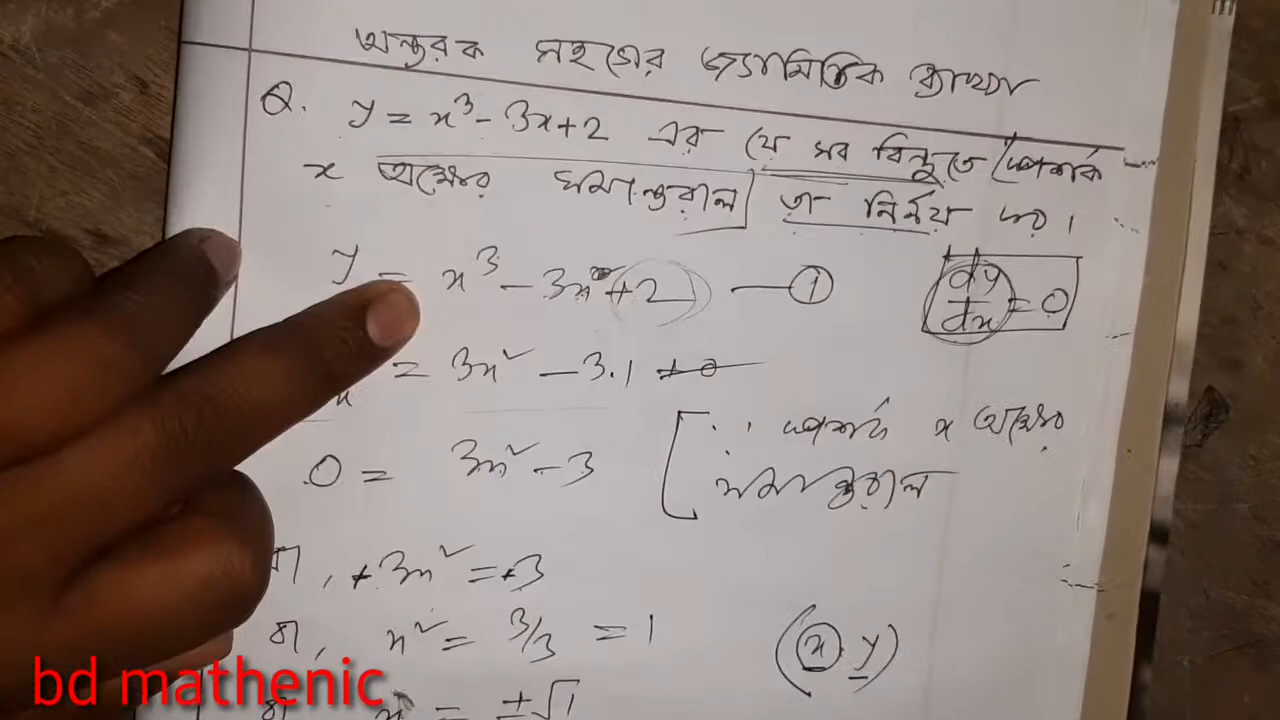 অন্তরক সহগের জ্যামিতিক ব্যাখ্যা
Q. y = x³ - 3x + 2 এর যে সব বিন্দুতে স্পর্শক
x অক্ষের সমান্তরাল তা নির্নয় কর।
y = x³ - 3x + 2 — ①
dy/dx = 0
= 3x² - 3.1 + 0
0 = 3x² - 3 [∵ স্পর্শক x অক্ষের
সমান্তরাল
বা, +3x² = +3
বা, x² = 3/3 = 1
(x, y)
বা, x = ±√1
bd mathenic